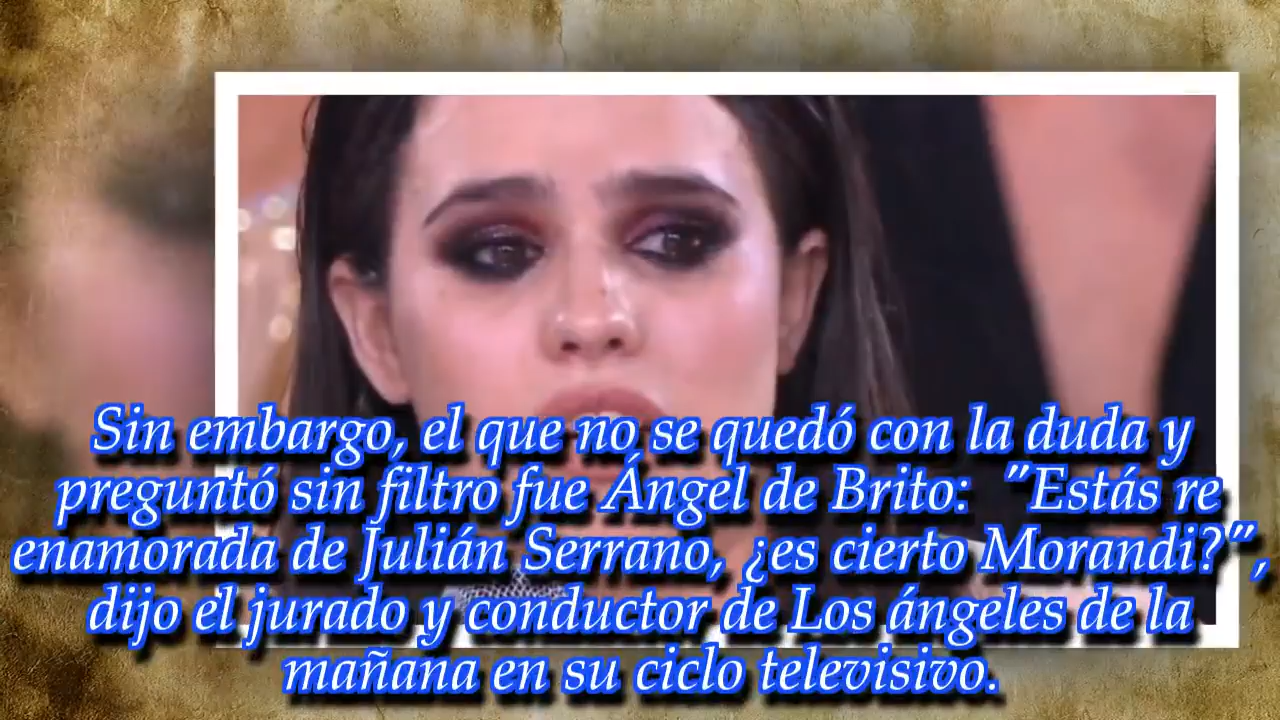 Sin embargo, el que no se quedó con la duda y
preguntó sin filtro fue Ángel de Brito:  "Estás re
enamorada de Julián Serrano, ¿es cierto Morandi?",
dijo el jurado y conductor de Los ángeles de la
mañana en su ciclo televisivo.